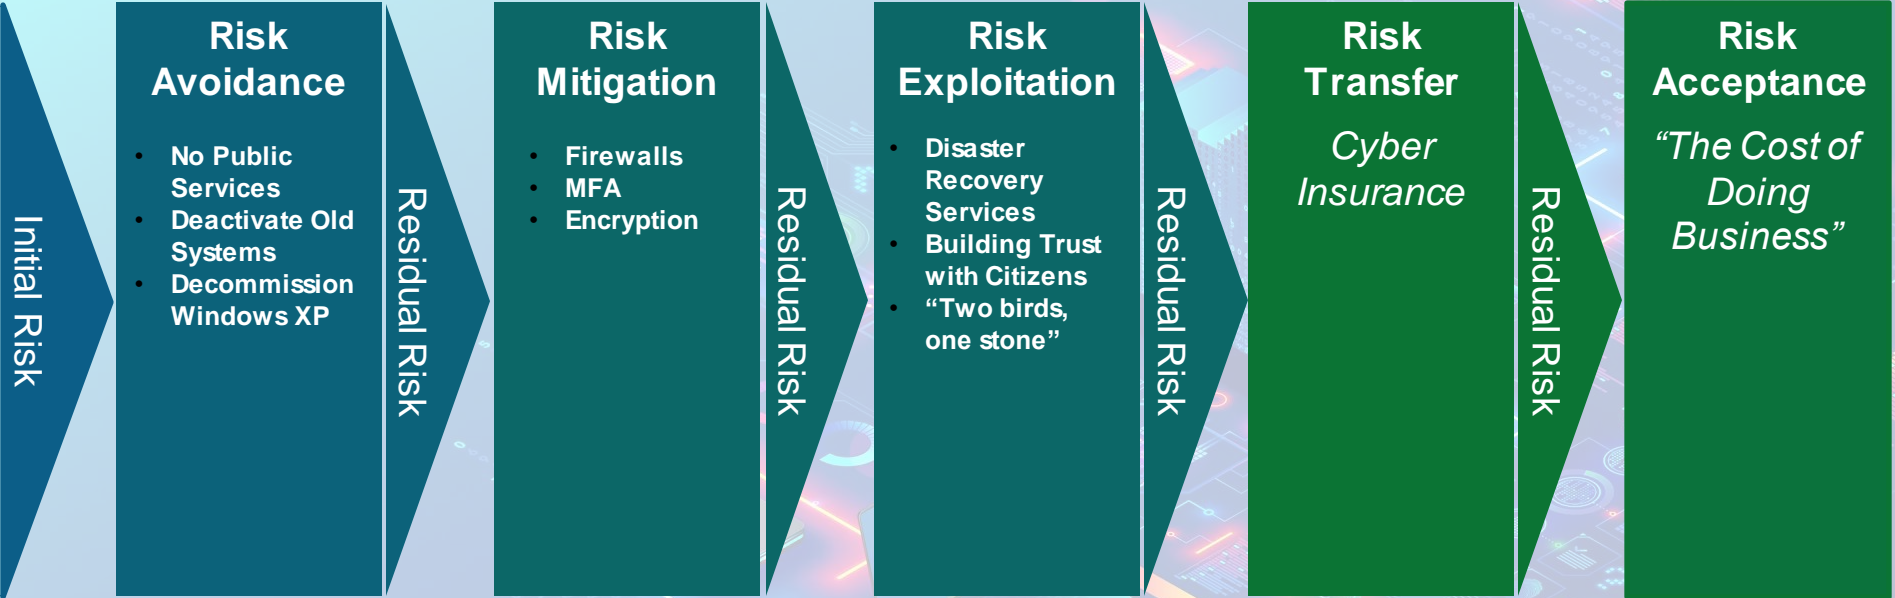 Initial Risk
Risk
Avoidance
• No Public
Services
• Deactivate Old
Systems
• Decommission
Windows XP
Residual Risk
Risk
Mitigation
• Firewalls
• MFA
• Encryption
Residual Risk
Risk
Exploitation
• Disaster
Recovery
Services
• Building Trust
with Citizens
• “Two birds,
one stone”
Residual Risk
Risk
Transfer
Cyber
Insurance
Residual Risk
Risk
Acceptance
“The Cost of
Doing
Business”